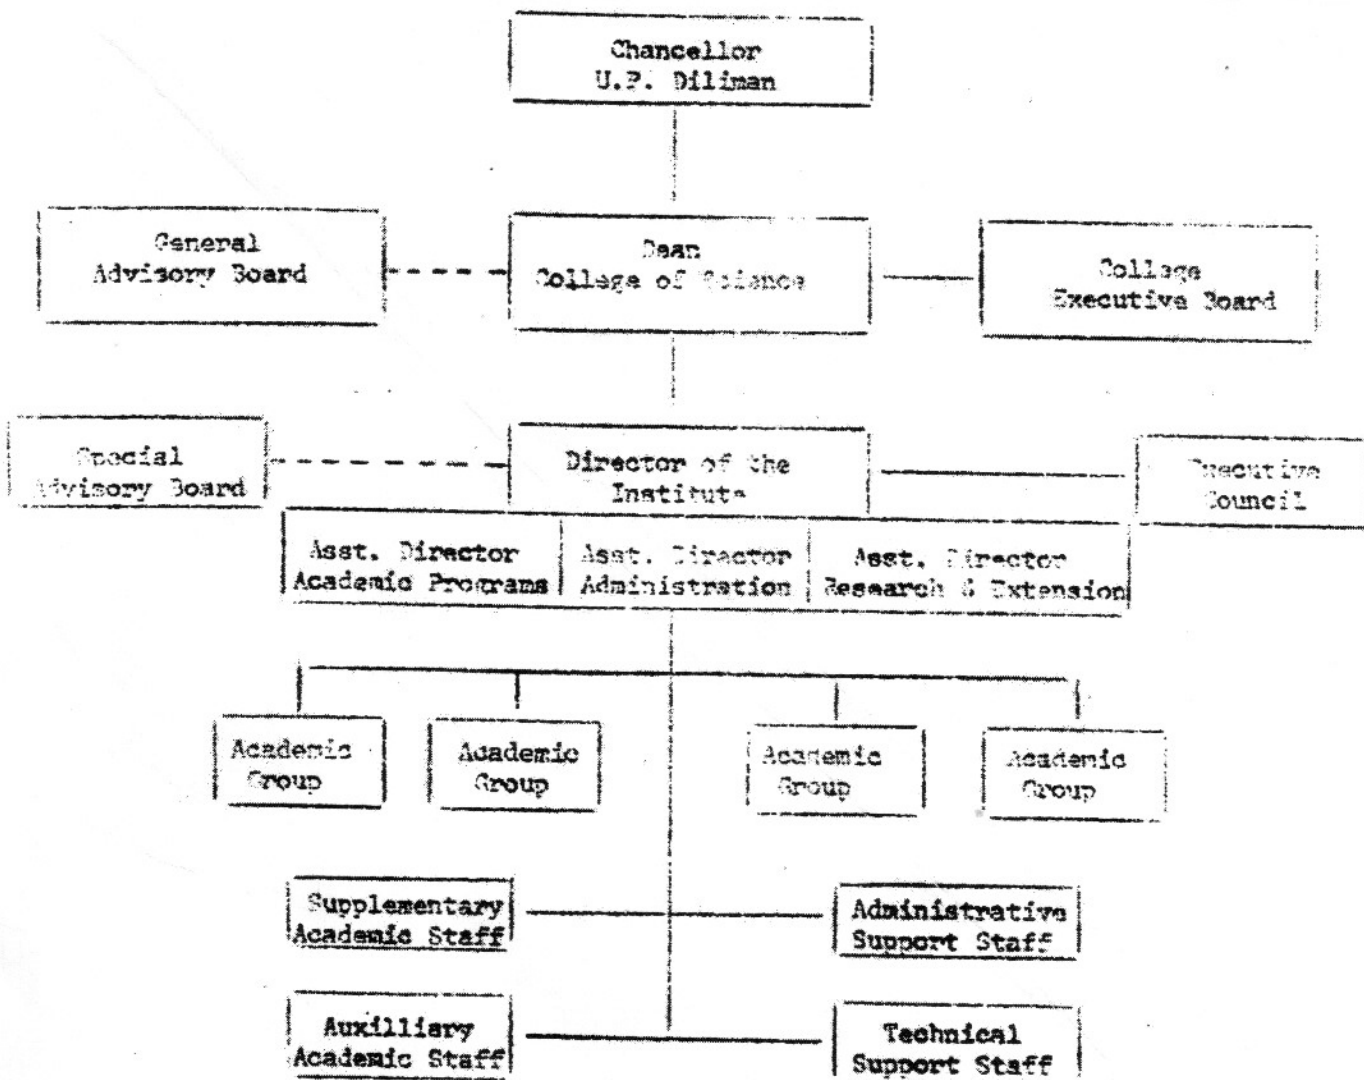 Chancellor
U.P. Diliman
General
Advisory Board
Dean
College of Science
College
Executive Board
Special
Advisory Board
Director of the
Institute
Executive
Council
Asst. Director
Academic Programs
Asst. Director
Administration
Asst. Director
Research & Extension
Academic
Group
Academic
Group
Academic
Group
Academic
Group
Supplementary
Academic Staff
Administrative
Support Staff
Auxilliary
Academic Staff
Technical
Support Staff